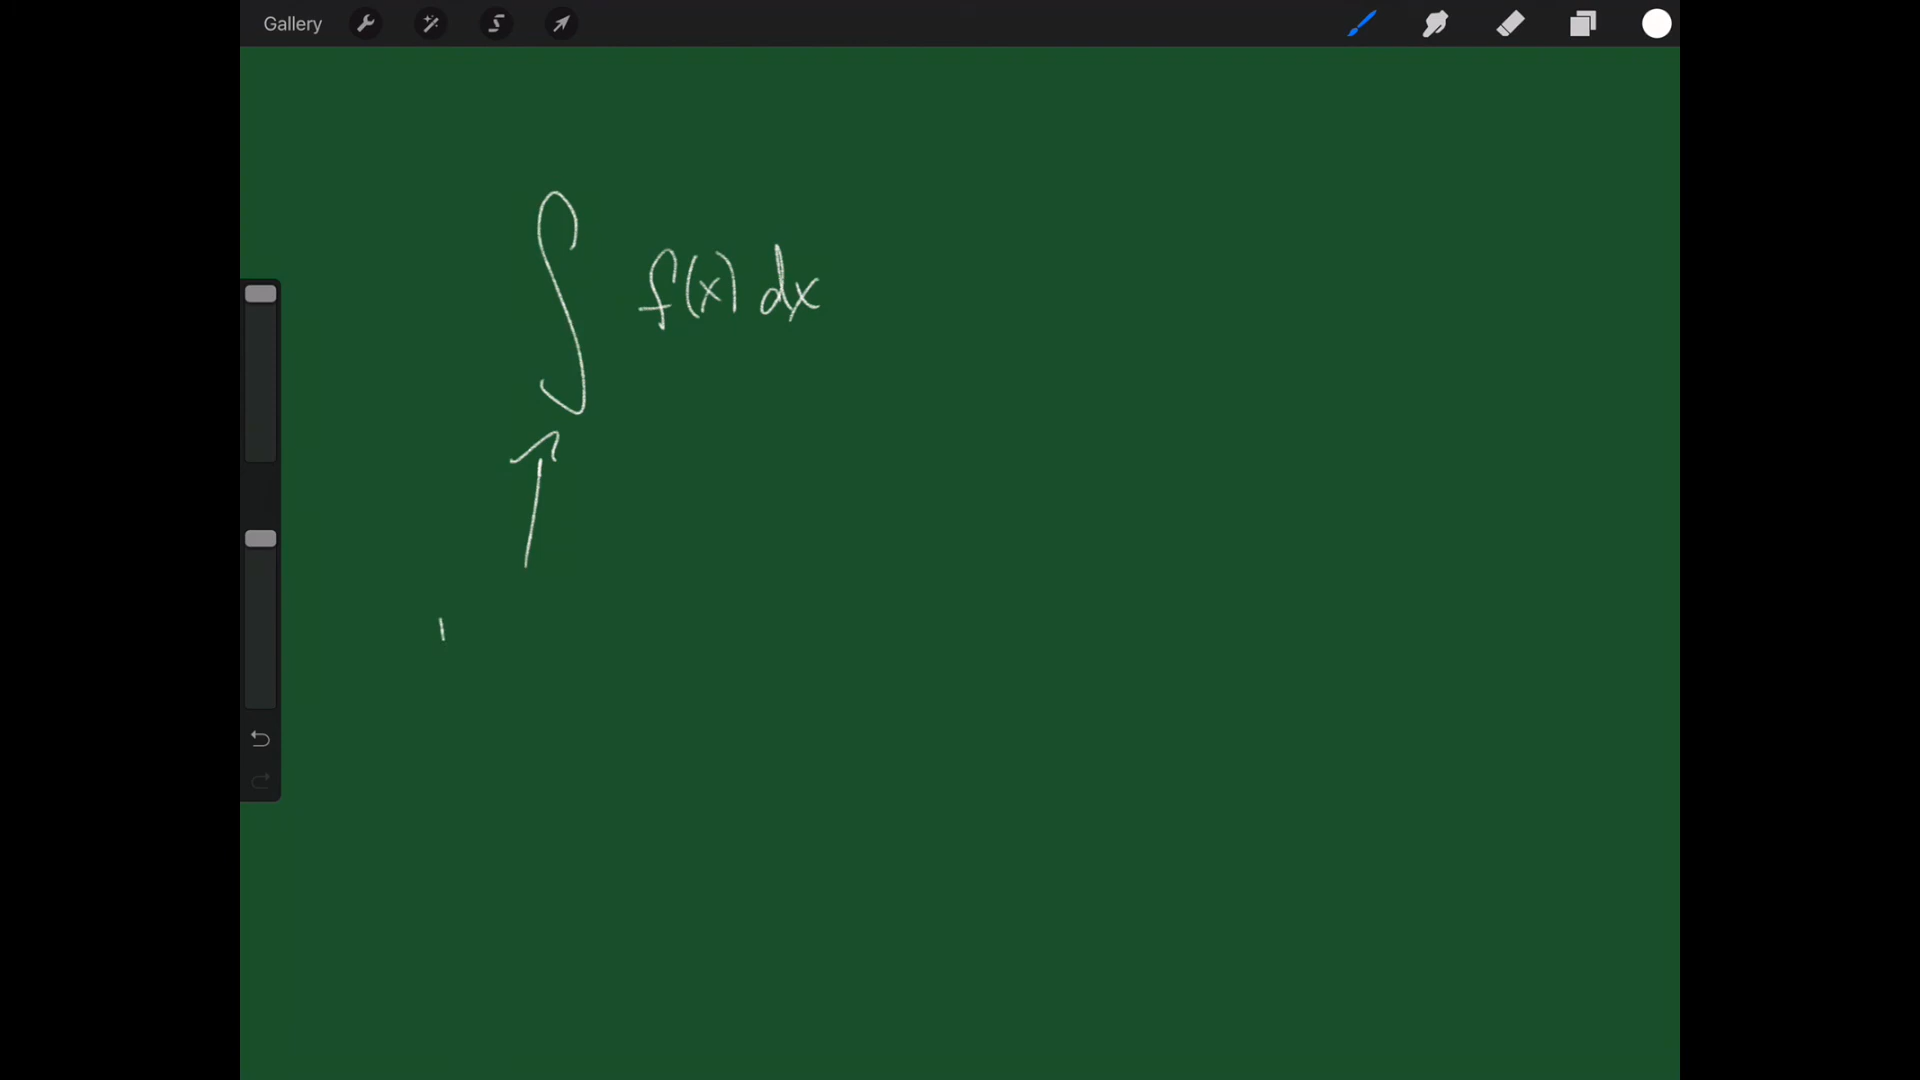 Gallery
∫ f(x) dx